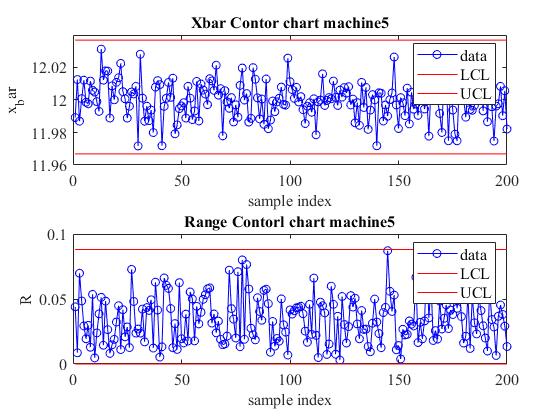 Xbar Contor chart machine5
x_bar
12.02
12
11.98
11.96
data
LCL
UCL
0
50
100
150
200
sample index
Range Contorl chart machine5
R
0.1
0.05
0
data
LCL
UCL
0
50
100
150
200
sample index